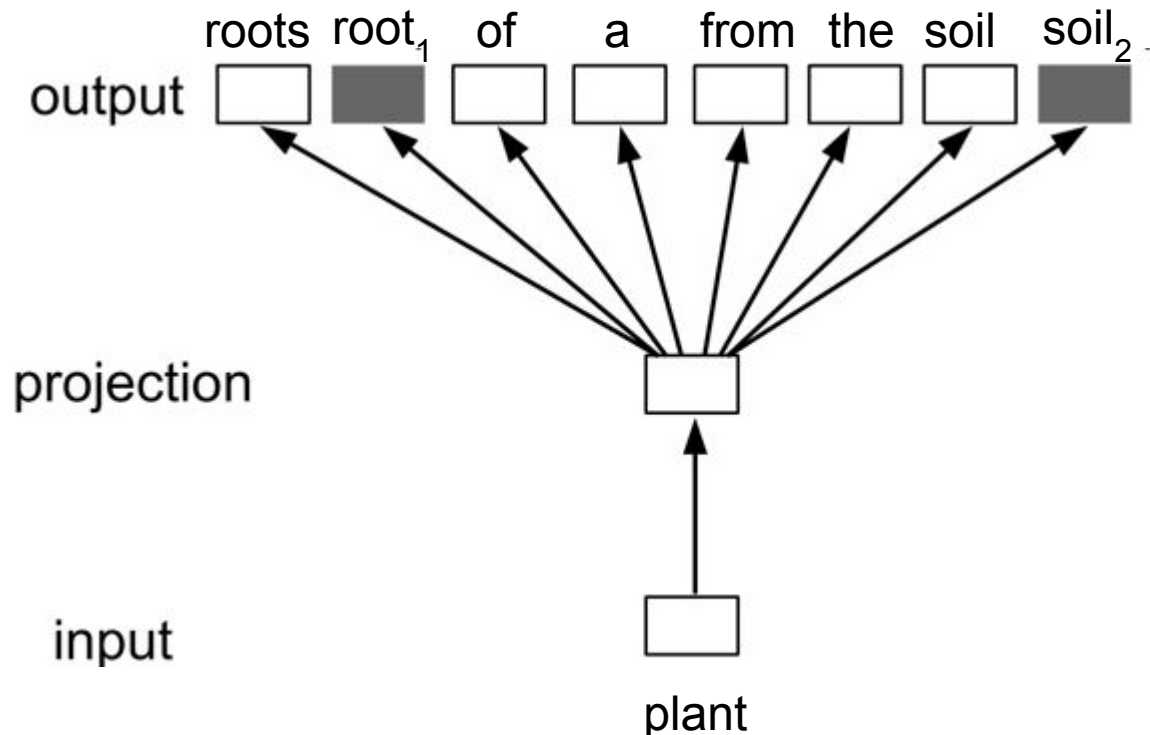 roots root₁ of a from the soil soil₂
output
projection
input
plant